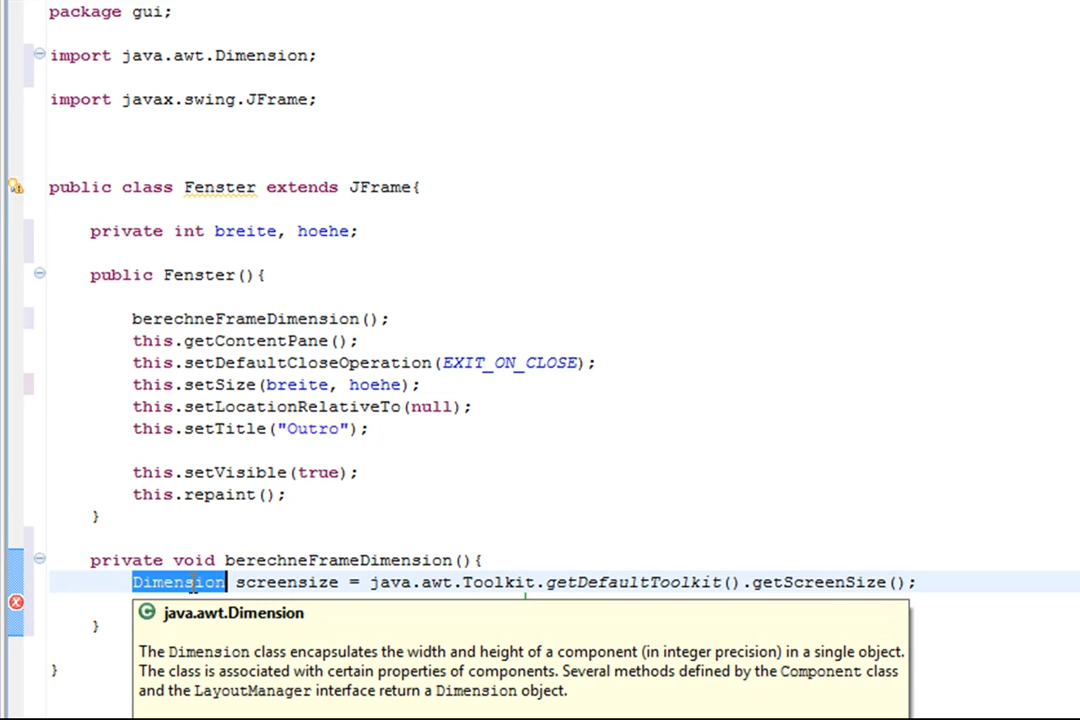 package gui;
import java.awt.Dimension;
import javax.swing.JFrame;
public class Fenster extends JFrame{
private int breite, hoehe;
public Fenster(){
berechneFrameDimension();
this.getContentPane();
this.setDefaultCloseOperation(EXIT_ON_CLOSE);
this.setSize(breite, hoehe);
this.setLocationRelativeTo(null);
this.setTitle("Outro");
this.setVisible(true);
this.repaint();
}
private void berechneFrameDimension(){
Dimension screensize = java.awt.Toolkit.getDefaultToolkit().getScreenSize();
java.awt.Dimension
}
The Dimension class encapsulates the width and height of a component (in integer precision) in a single object.
The class is associated with certain properties of components. Several methods defined by the Component class
and the LayoutManager interface return a Dimension object.
}